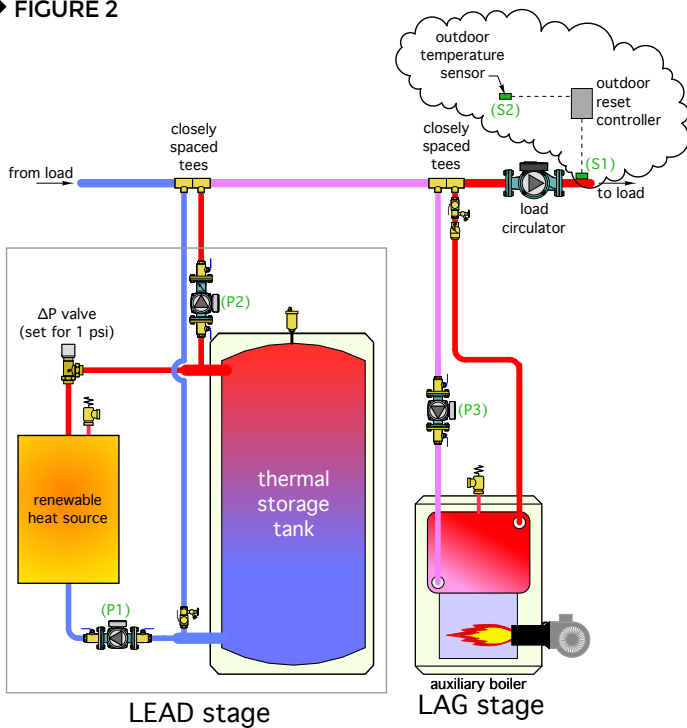 FIGURE 2
outdoor
temperature
sensor
(S2)
outdoor
reset
controller
(S1)
closely
spaced
tees
closely
spaced
tees
from load
to load
load
circulator
(P2)
ΔP valve
(set for 1 psi)
(P3)
renewable
heat source
thermal
storage
tank
(P1)
auxiliary boiler
LEAD stage
LAG stage